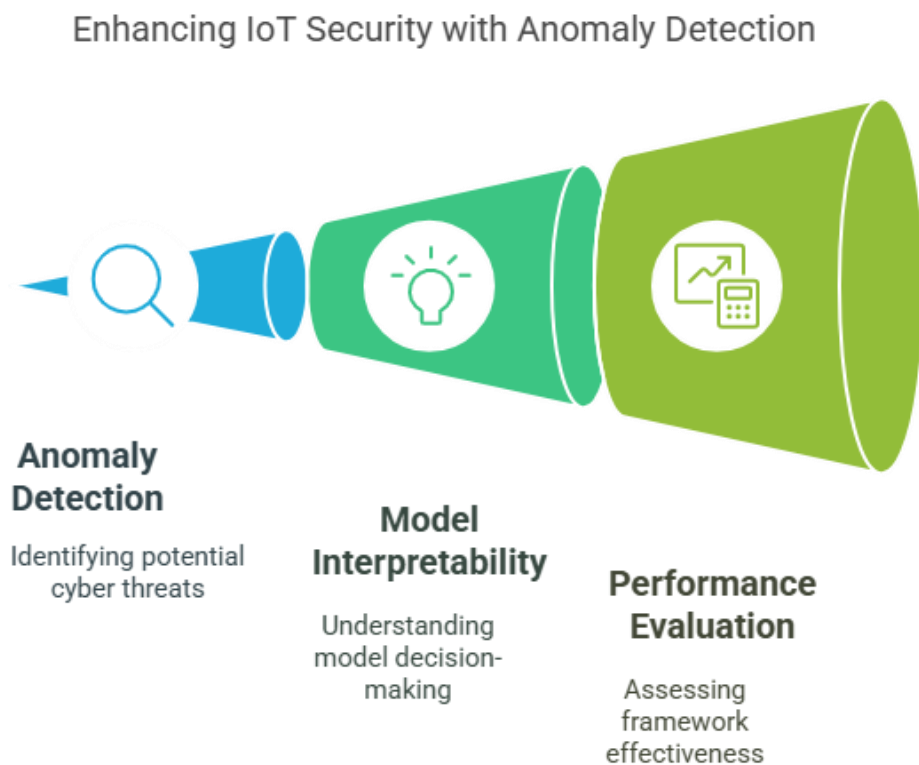 Enhancing IoT Security with Anomaly Detection
Anomaly
Detection
Identifying potential
cyber threats
Model
Interpretability
Understanding
model decision-
making
Performance
Evaluation
Assessing
framework
effectiveness